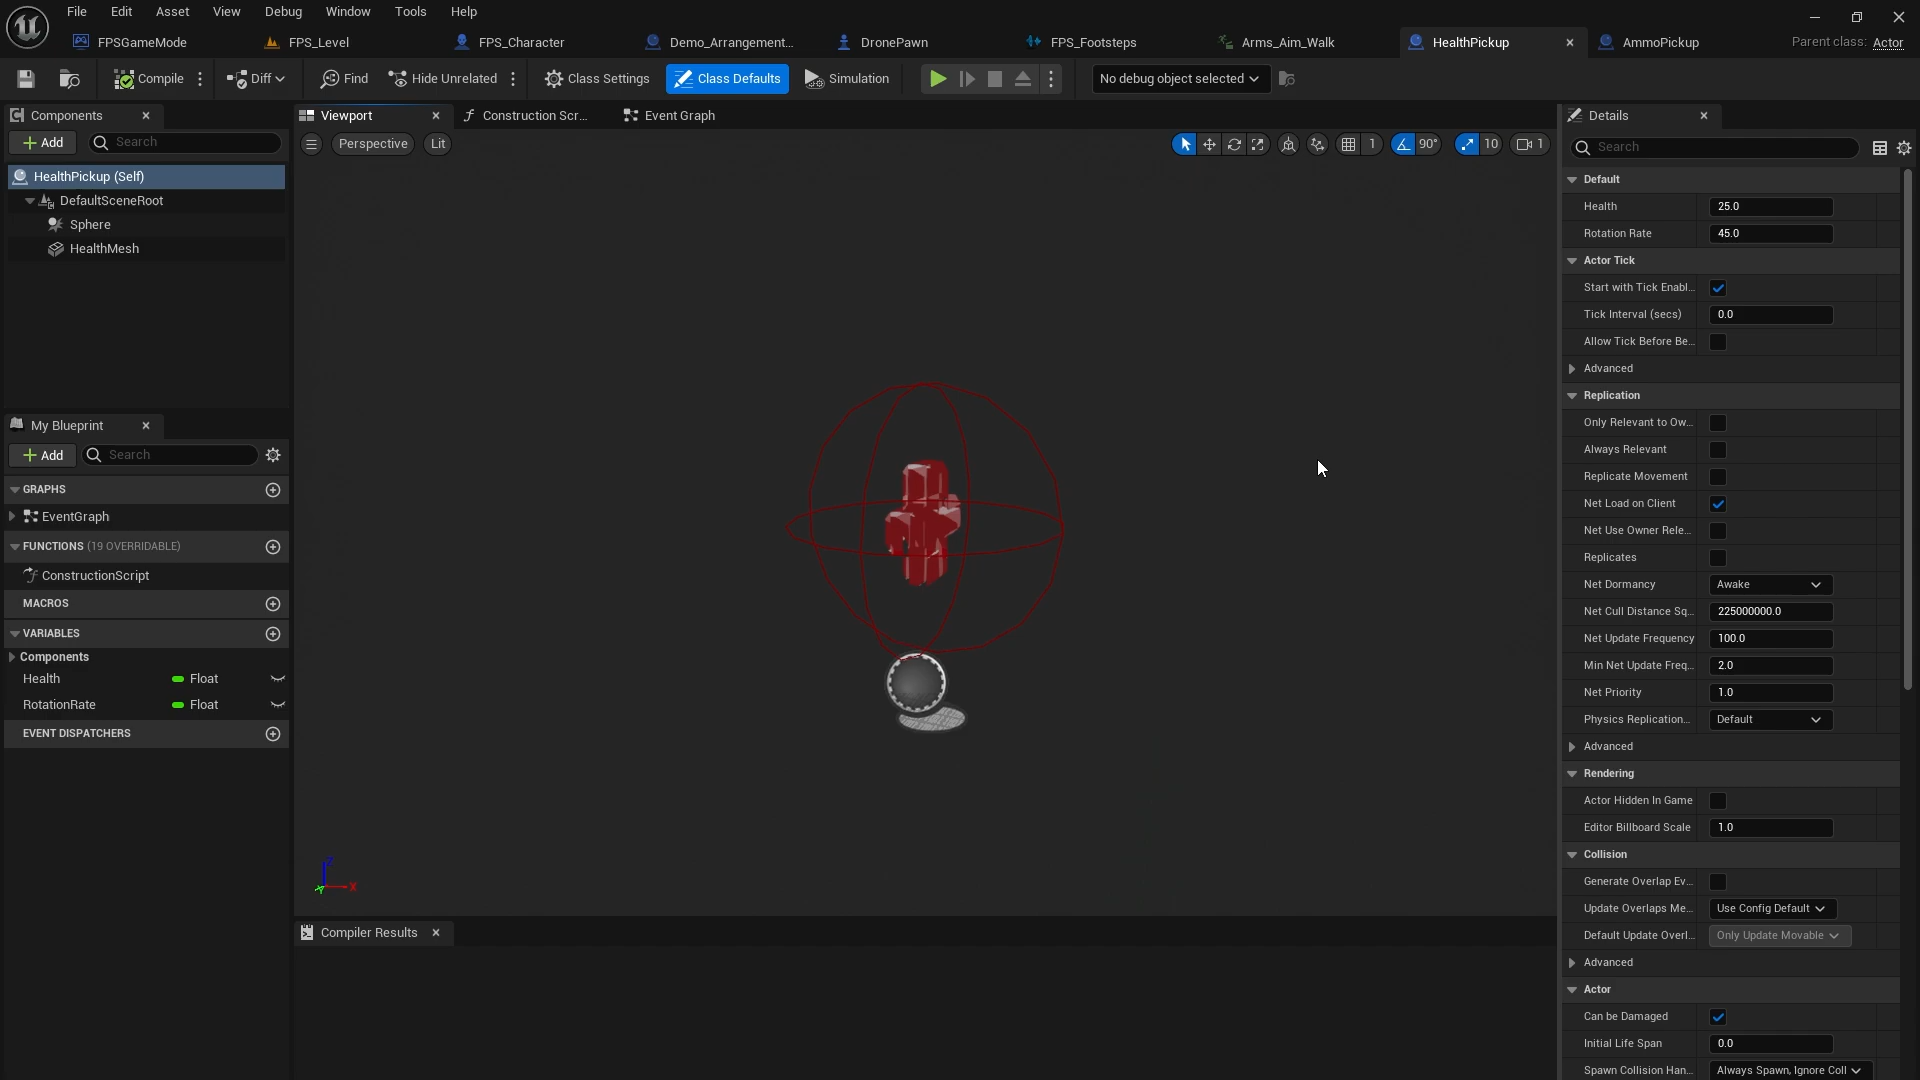 File Edit Asset View Debug Window Tools Help
FPSGameMode FPS_Level FPS_Character Demo_Arrangement... DronePawn FPS_Footsteps Arms_Aim_Walk HealthPickup AmmoPickup Parent class: Actor
Compile Diff Find Hide Unrelated Class Settings Class Defaults Simulation No debug object selected
Components
Add Search
HealthPickup (Self)
DefaultSceneRoot
Sphere
HealthMesh
My Blueprint
Add Search
GRAPHS
EventGraph
FUNCTIONS (19 OVERRIDABLE)
ConstructionScript
MACROS
VARIABLES
Components
Health Float
RotationRate Float
EVENT DISPATCHERS
Viewport Construction Scr... Event Graph
Perspective Lit 1 90° 10 1
Z
Y X
Compiler Results
Details
Search
Default
Health 25.0
Rotation Rate 45.0
Actor Tick
Start with Tick Enabl...
Tick Interval (secs) 0.0
Allow Tick Before Be...
Advanced
Replication
Only Relevant to Ow...
Always Relevant
Replicate Movement
Net Load on Client
Net Use Owner Rele...
Replicates
Net Dormancy Awake
Net Cull Distance Sq... 225000000.0
Net Update Frequency 100.0
Min Net Update Freq... 2.0
Net Priority 1.0
Physics Replication... Default
Advanced
Rendering
Actor Hidden In Game
Editor Billboard Scale 1.0
Collision
Generate Overlap Ev...
Update Overlaps Me... Use Config Default
Default Update Overl... Only Update Movable
Advanced
Actor
Can be Damaged
Initial Life Span 0.0
Spawn Collision Han... Always Spawn, Ignore Coll